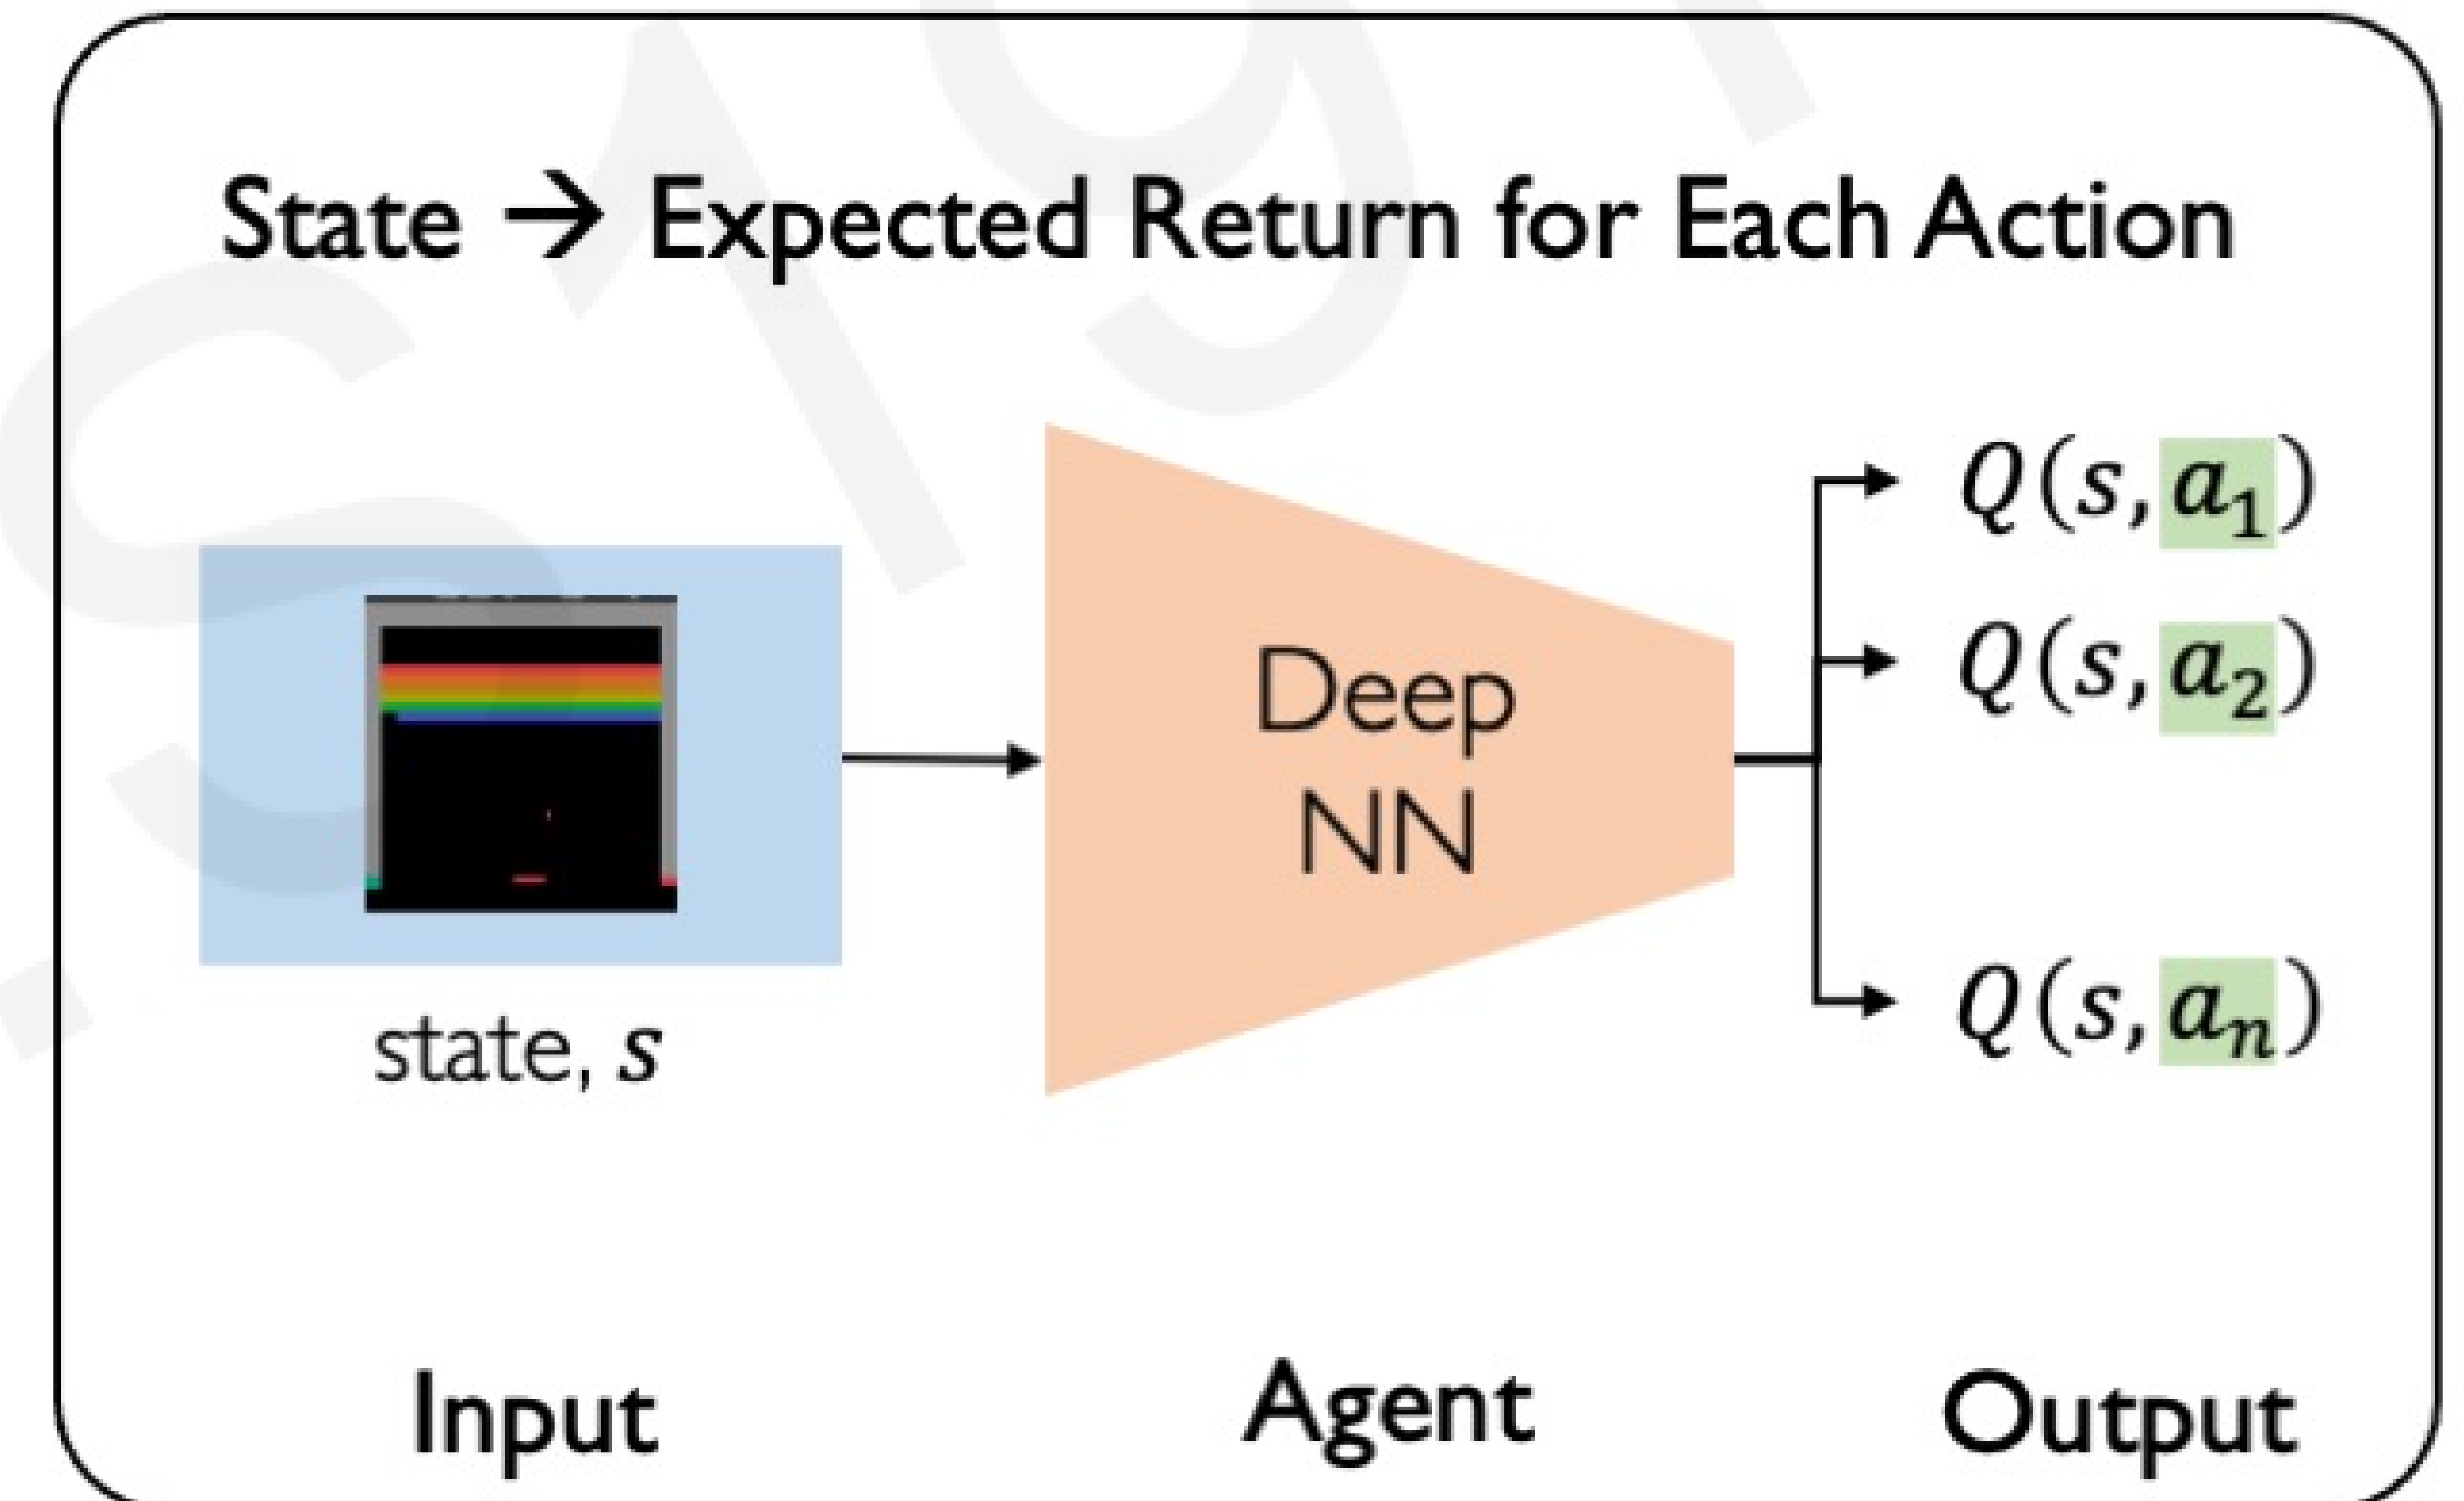 State → Expected Return for Each Action
Q(s, a₁)
Q(s, a₂)
Deep
NN
Q(s, aₙ)
state, s
Input Agent Output